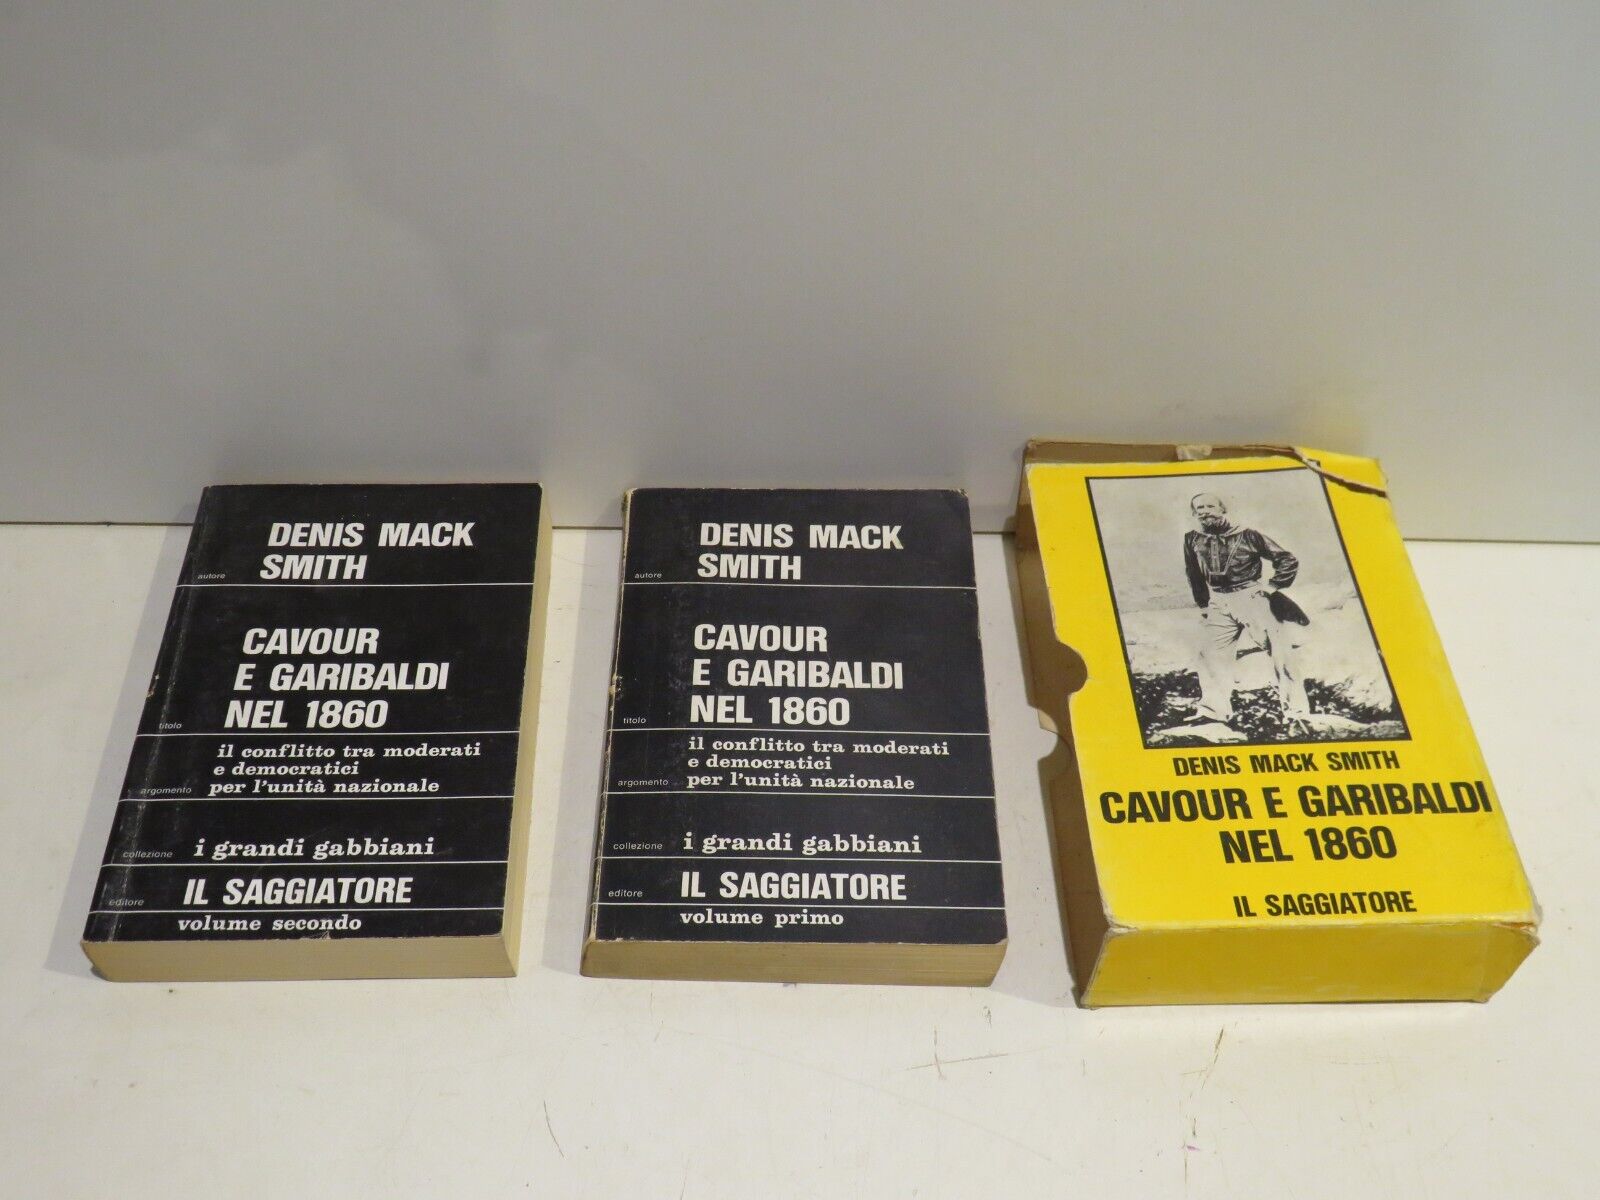 DENIS MACK
autore SMITH
CAVOUR
E GARIBALDI
titolo NEL 1860
il conflitto tra moderati
e democratici
argomento per l'unità nazionale
collezione i grandi gabbiani
editore IL SAGGIATORE
volume secondo
DENIS MACK
autore SMITH
CAVOUR
E GARIBALDI
titolo NEL 1860
il conflitto tra moderati
e democratici
argomento per l'unità nazionale
collezione i grandi gabbiani
editore IL SAGGIATORE
volume primo
DENIS MACK SMITH
CAVOUR E GARIBALDI
NEL 1860
IL SAGGIATORE